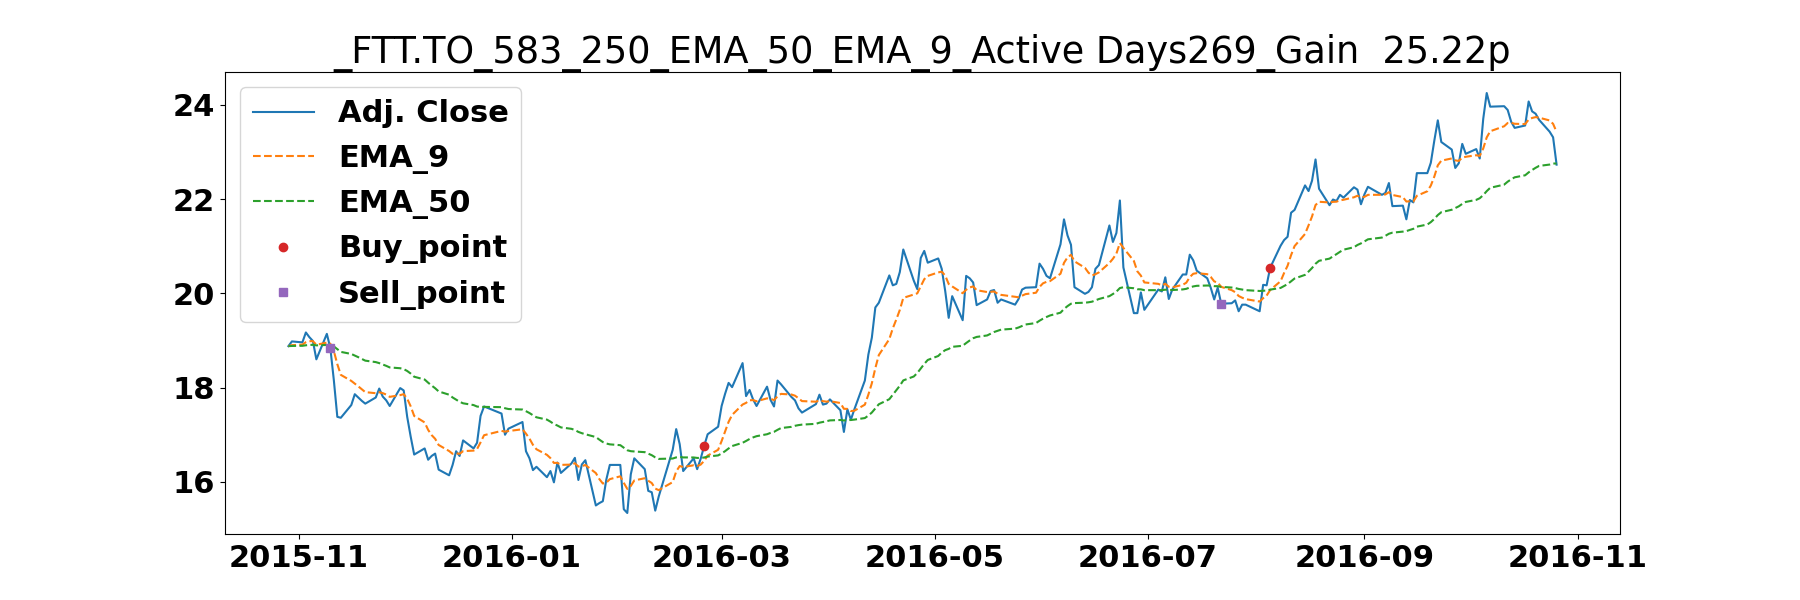 _FTT.TO_583_250_EMA_50_EMA_9_Active Days269_Gain  25.22p
24
22
20
18
16
Adj. Close
EMA_9
EMA_50
Buy_point
Sell_point
2015-11
2016-01
2016-03
2016-05
2016-07
2016-09
2016-11